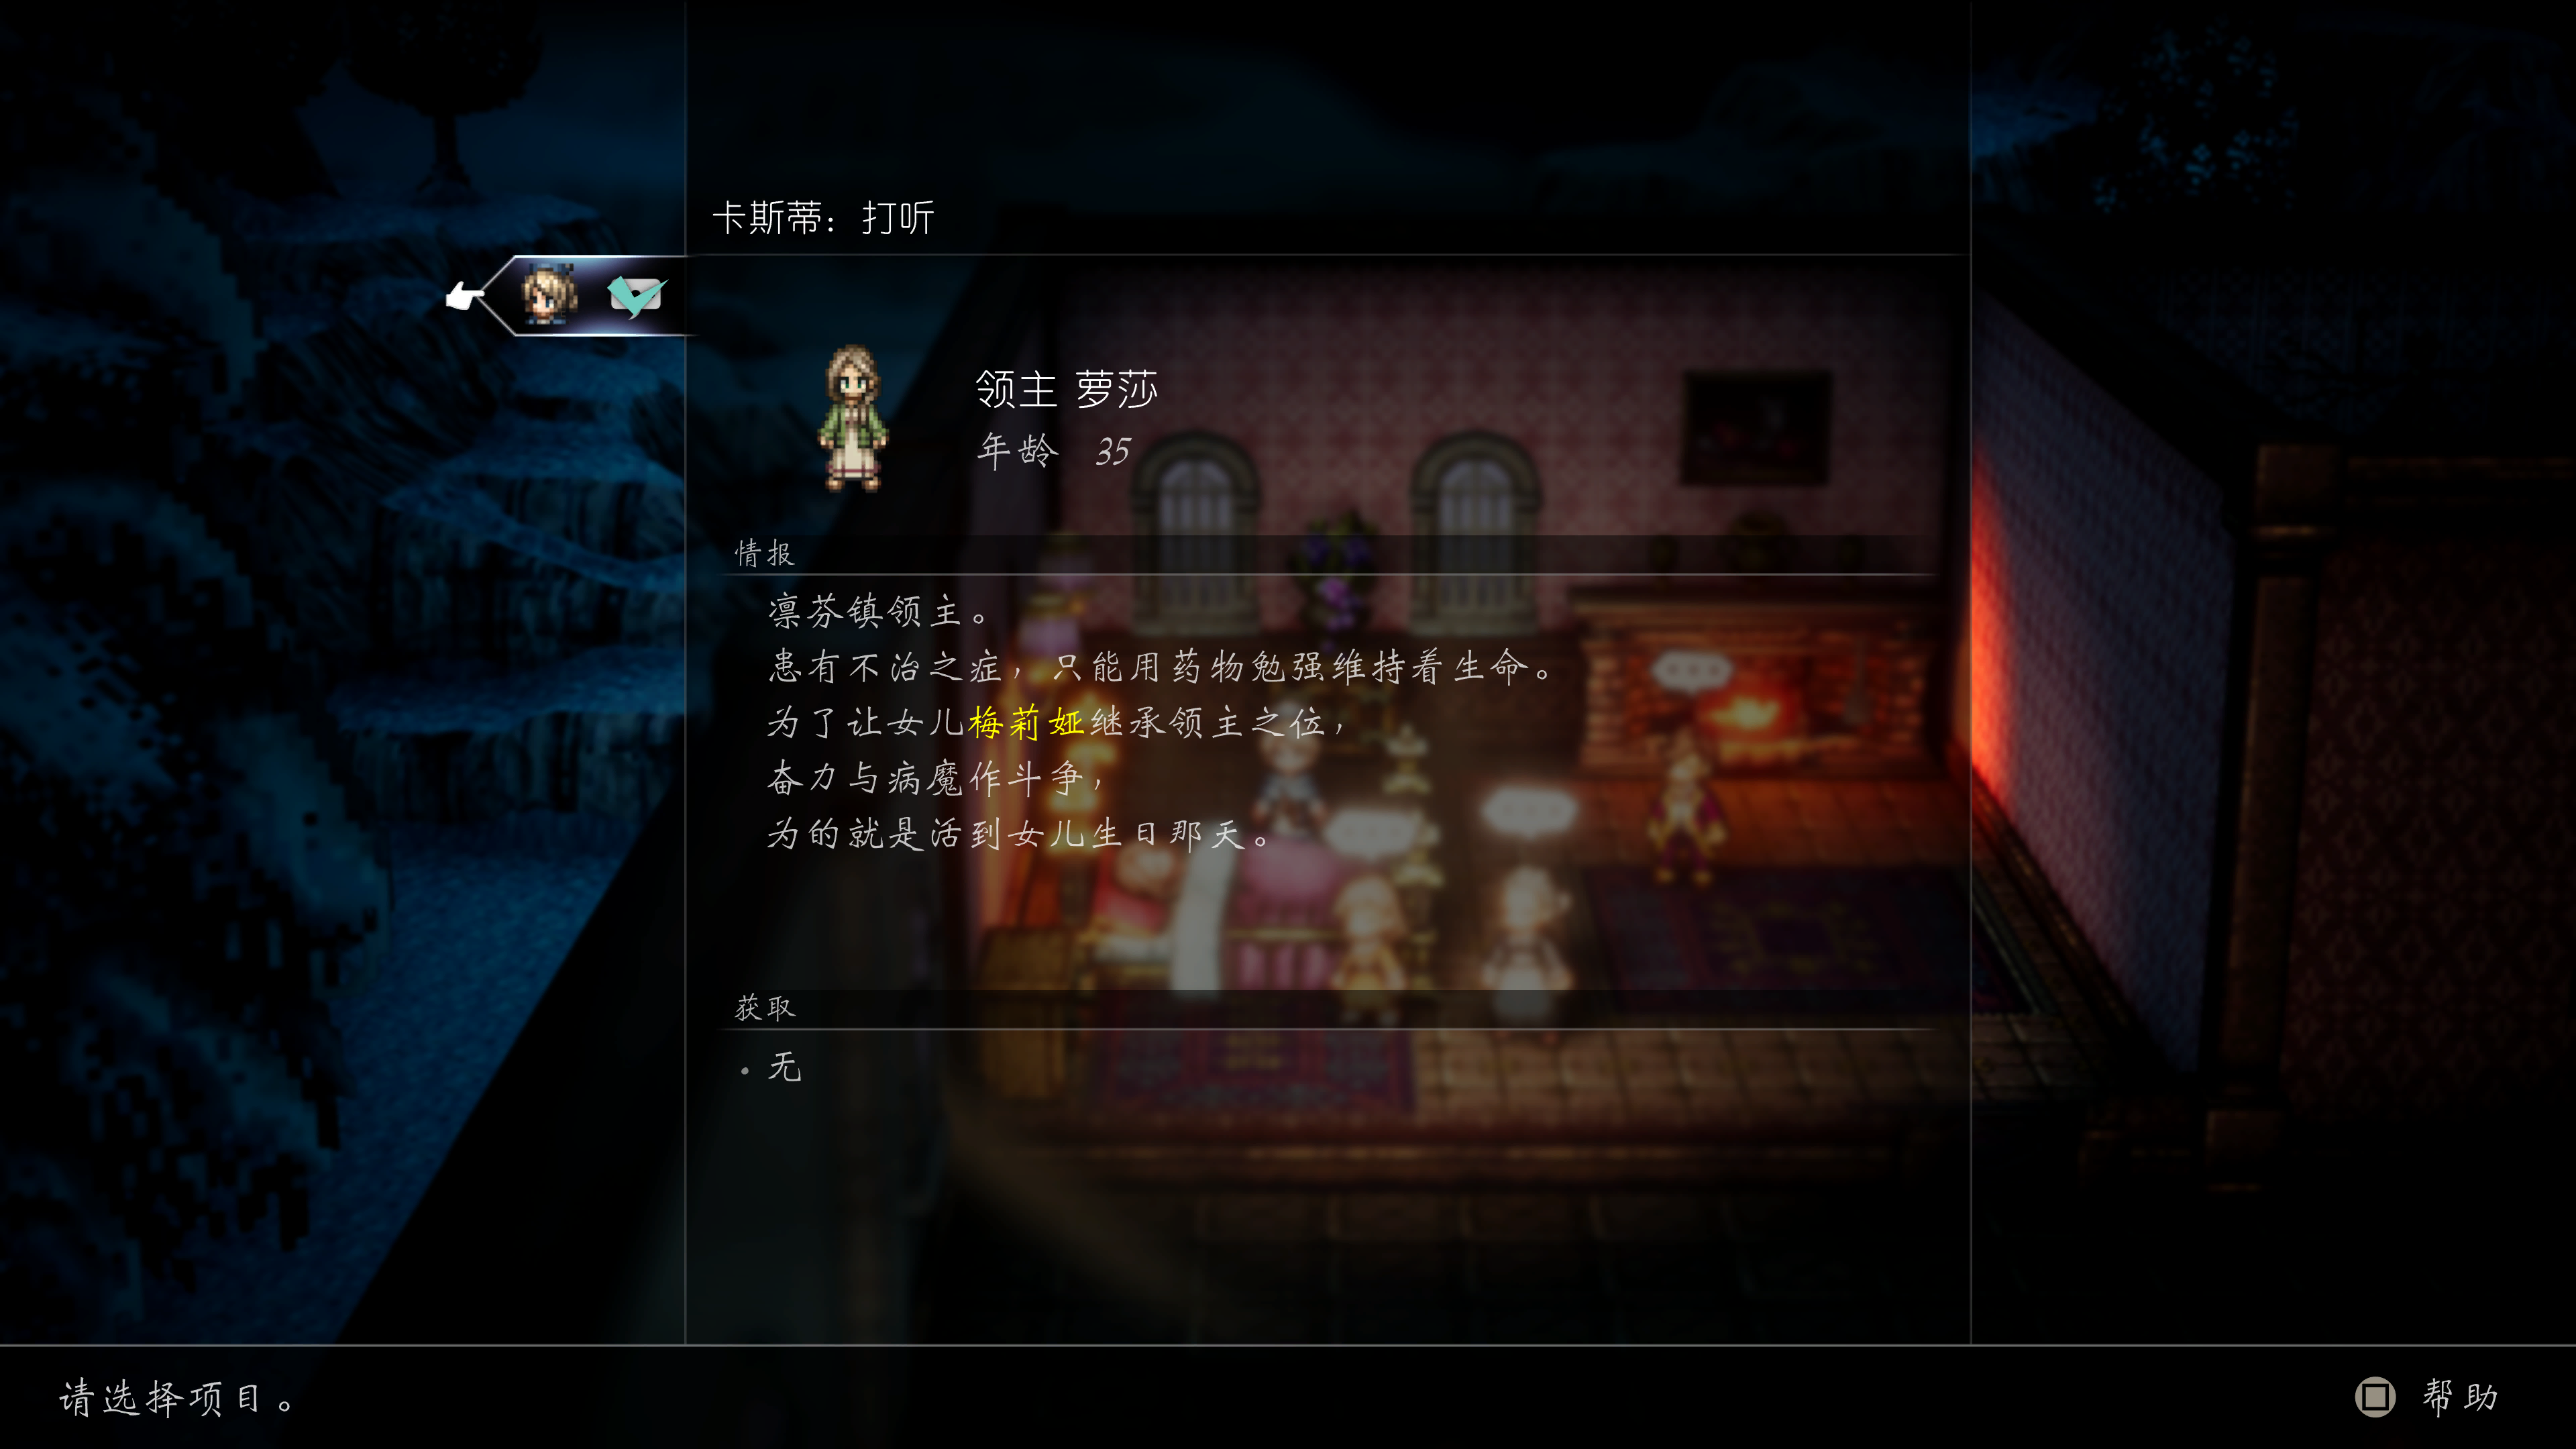 卡斯蒂：打听
领主 萝莎
年龄 35
情报
凛芬镇领主。
患有不治之症，只能用药物勉强维持着生命。
为了让女儿梅莉娅继承领主之位，
奋力与病魔作斗争，
为的就是活到女儿生日那天。
获取
・无
请选择项目。
帮助